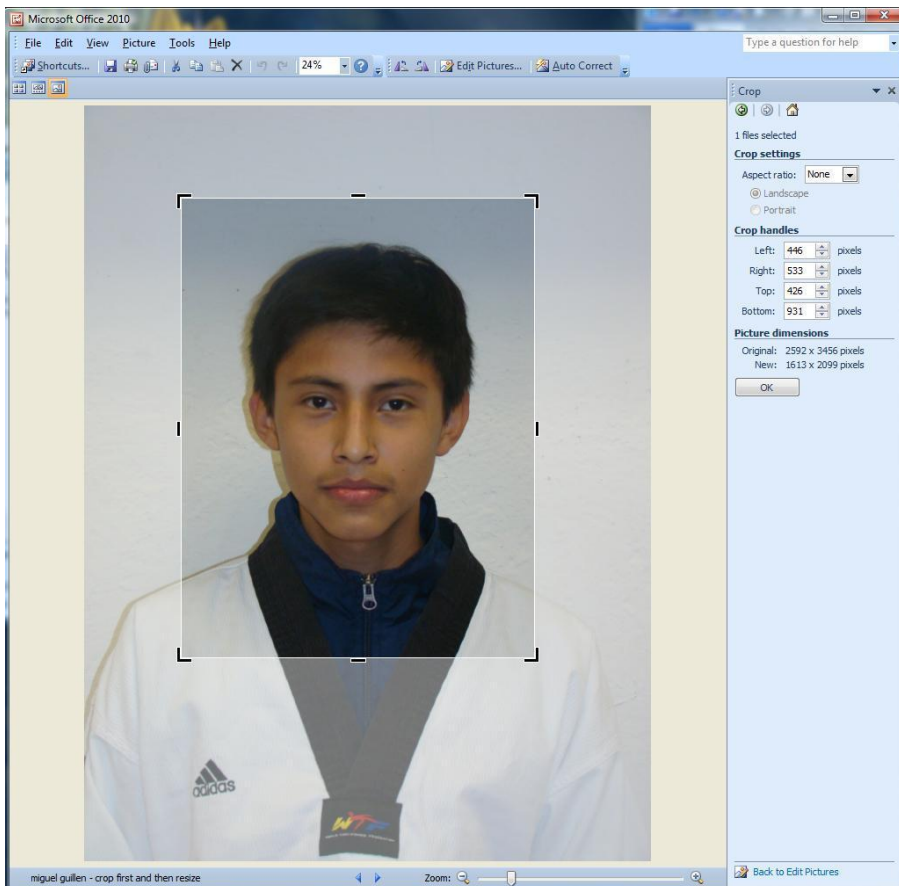 Microsoft Office 2010
File Edit View Picture Tools Help
Type a question for help
Shortcuts... 24% Edit Pictures... Auto Correct
Crop
1 files selected
Crop settings
Aspect ratio: None
Landscape
Portrait
Crop handles
Left: 446 pixels
Right: 533 pixels
Top: 426 pixels
Bottom: 931 pixels
Picture dimensions
Original: 2592 x 3456 pixels
New: 1613 x 2099 pixels
OK
adidas
WTF
miguel guillen - crop first and then resize
Zoom:
Back to Edit Pictures